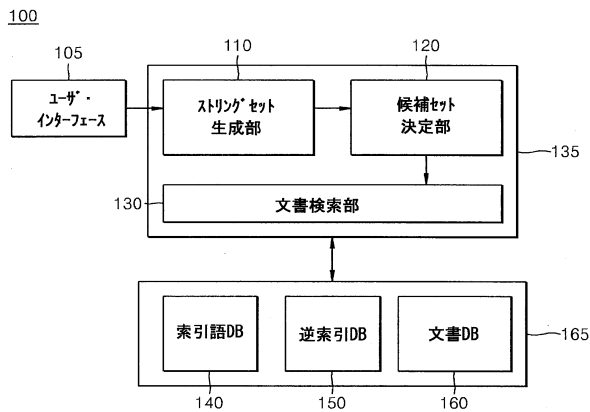 100
105
110
120
ﾕｰｻﾞ・
ｲﾝﾀｰﾌｪｰｽ
ｽﾄﾘﾝｸﾞｾｯﾄ
生成部
候補ｾｯﾄ
決定部
135
130
文書検索部
索引語DB
逆索引DB
文書DB
165
140
150
160